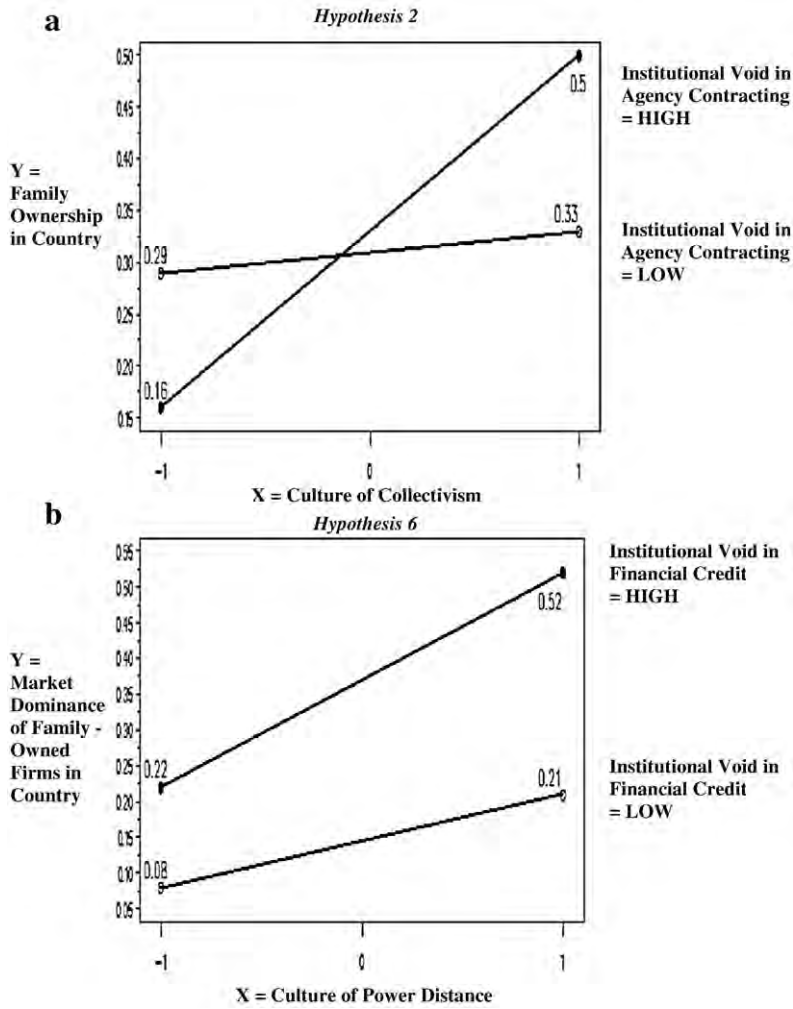 a
Hypothesis 2
0.50
0.45
0.40
0.35
0.30
0.25
0.20
0.15
Y =
Family
Ownership
in Country
0.29
0.16
0.5
0.33
Institutional Void in
Agency Contracting
= HIGH
Institutional Void in
Agency Contracting
= LOW
-1
0
1
X = Culture of Collectivism
b
Hypothesis 6
0.55
0.50
0.45
0.40
0.35
0.30
0.25
0.20
0.15
0.10
0.05
Y =
Market
Dominance
of Family -
Owned
Firms in
Country
0.22
0.08
0.52
0.21
Institutional Void in
Financial Credit
= HIGH
Institutional Void in
Financial Credit
= LOW
-1
0
1
X = Culture of Power Distance